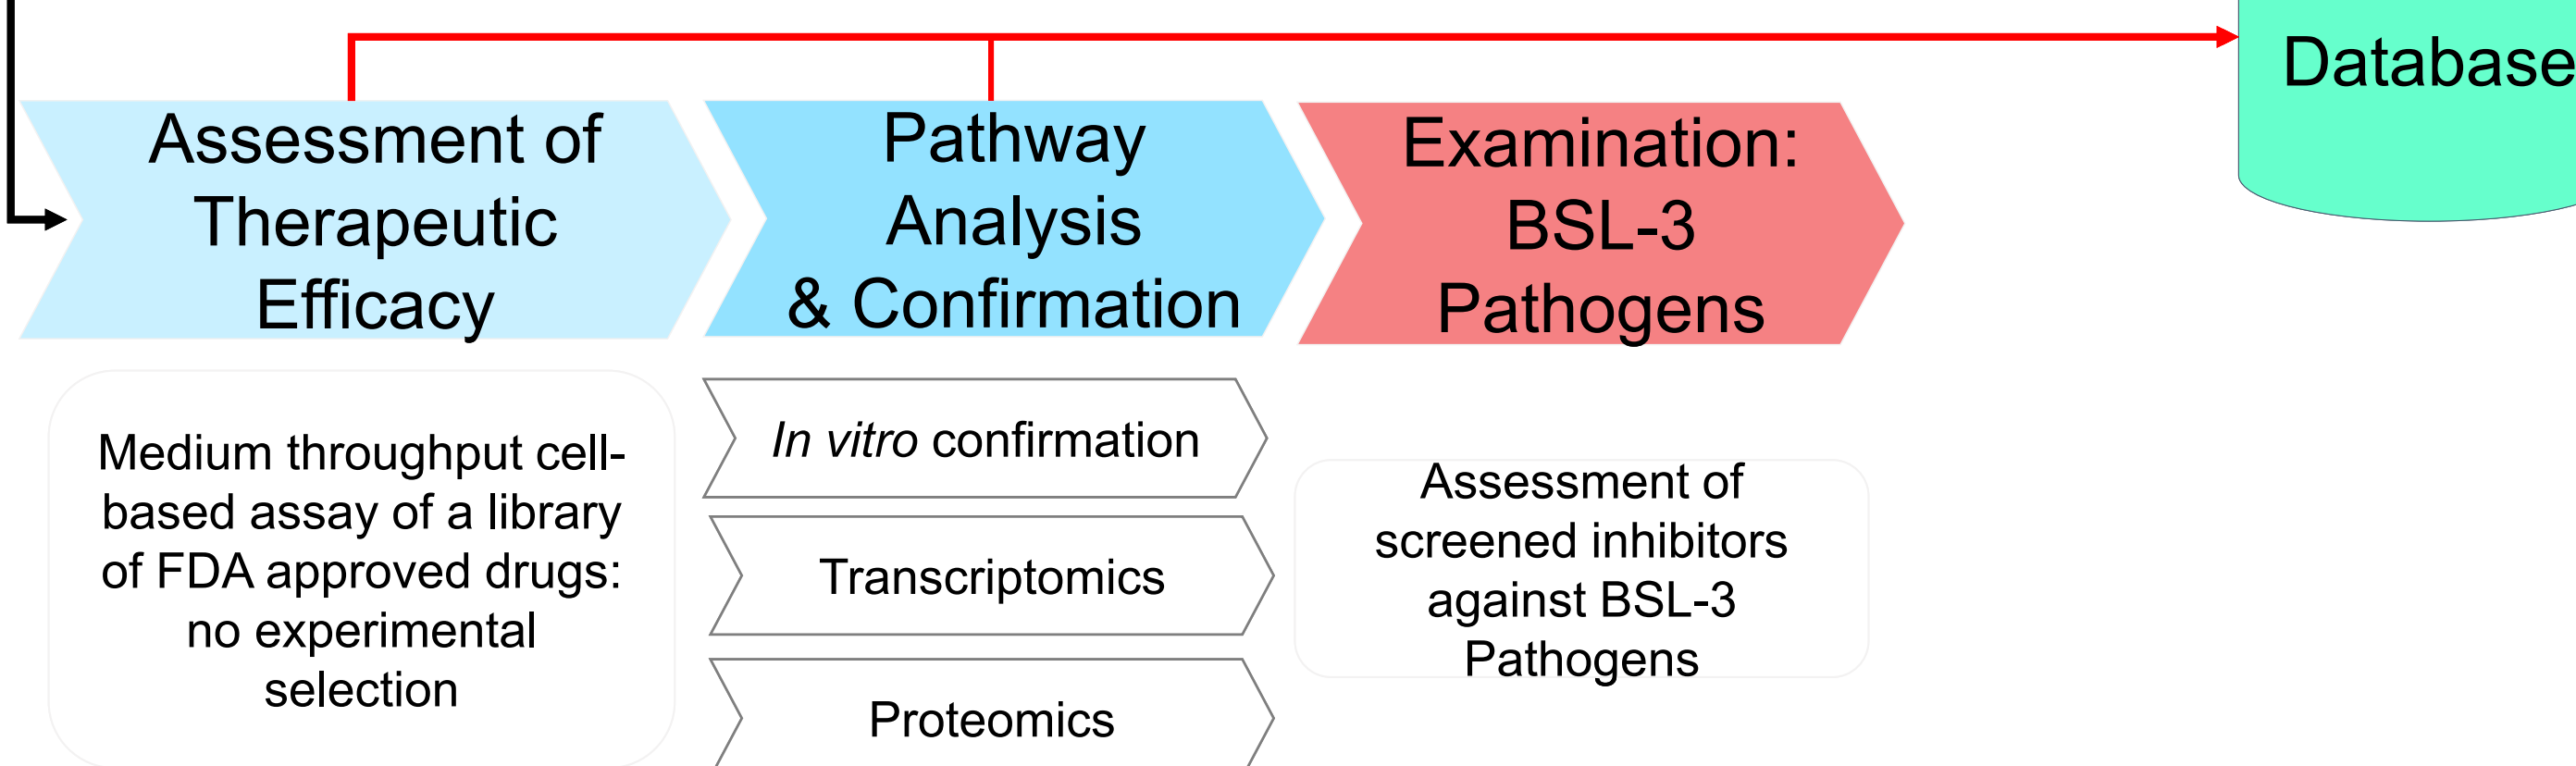 Database
Assessment of
Therapeutic
Efficacy
Pathway
Analysis
& Confirmation
Examination:
BSL-3
Pathogens
Medium throughput cell-
based assay of a library
of FDA approved drugs:
no experimental
selection
In vitro confirmation
Transcriptomics
Proteomics
Assessment of
screened inhibitors
against BSL-3
Pathogens